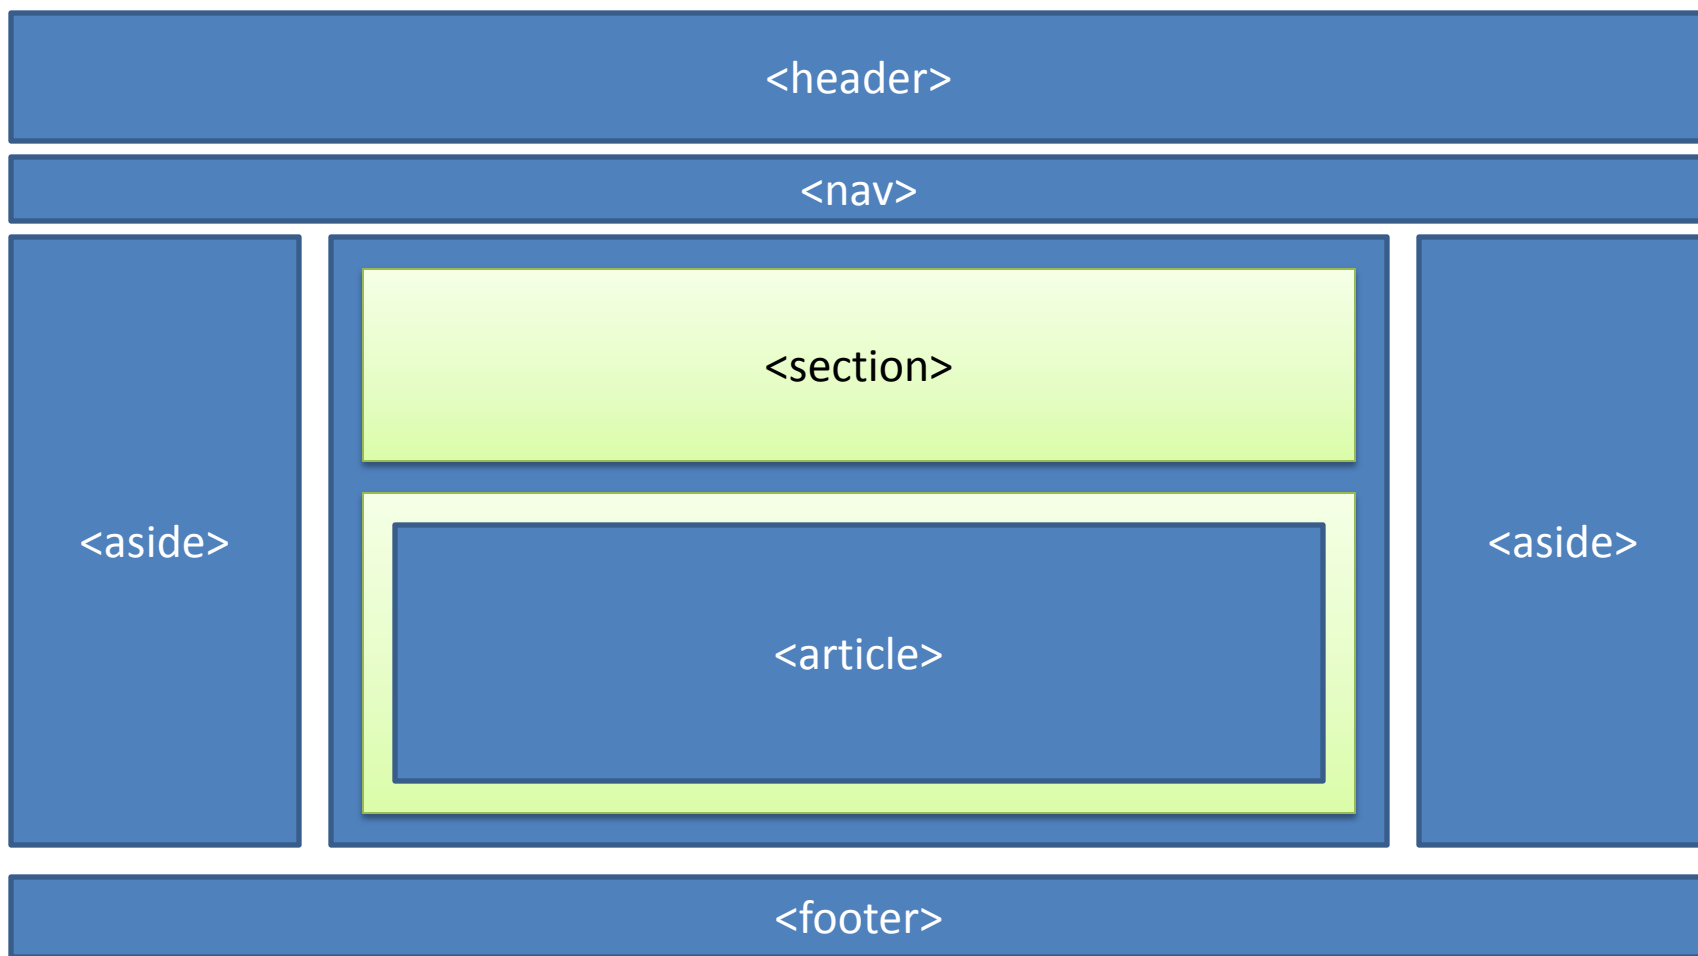 <header>
<nav>
<section>
<aside>
<aside>
<article>
<footer>